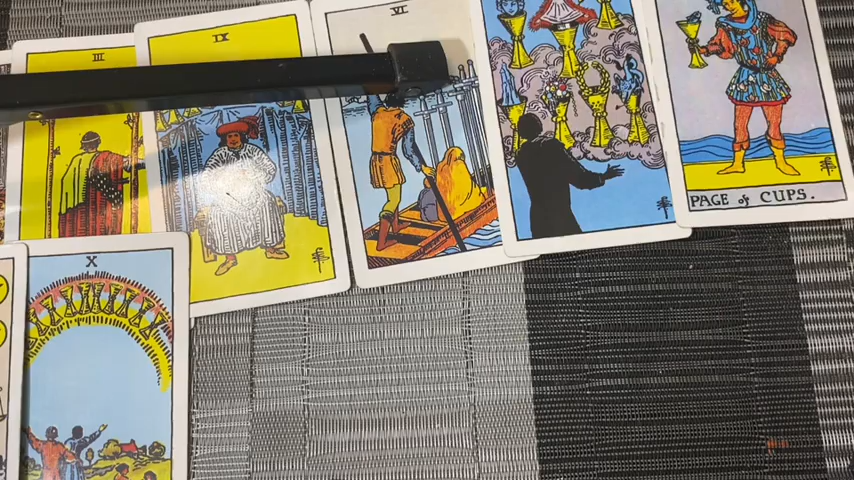 III
IX
VI
PAGE of CUPS.
X